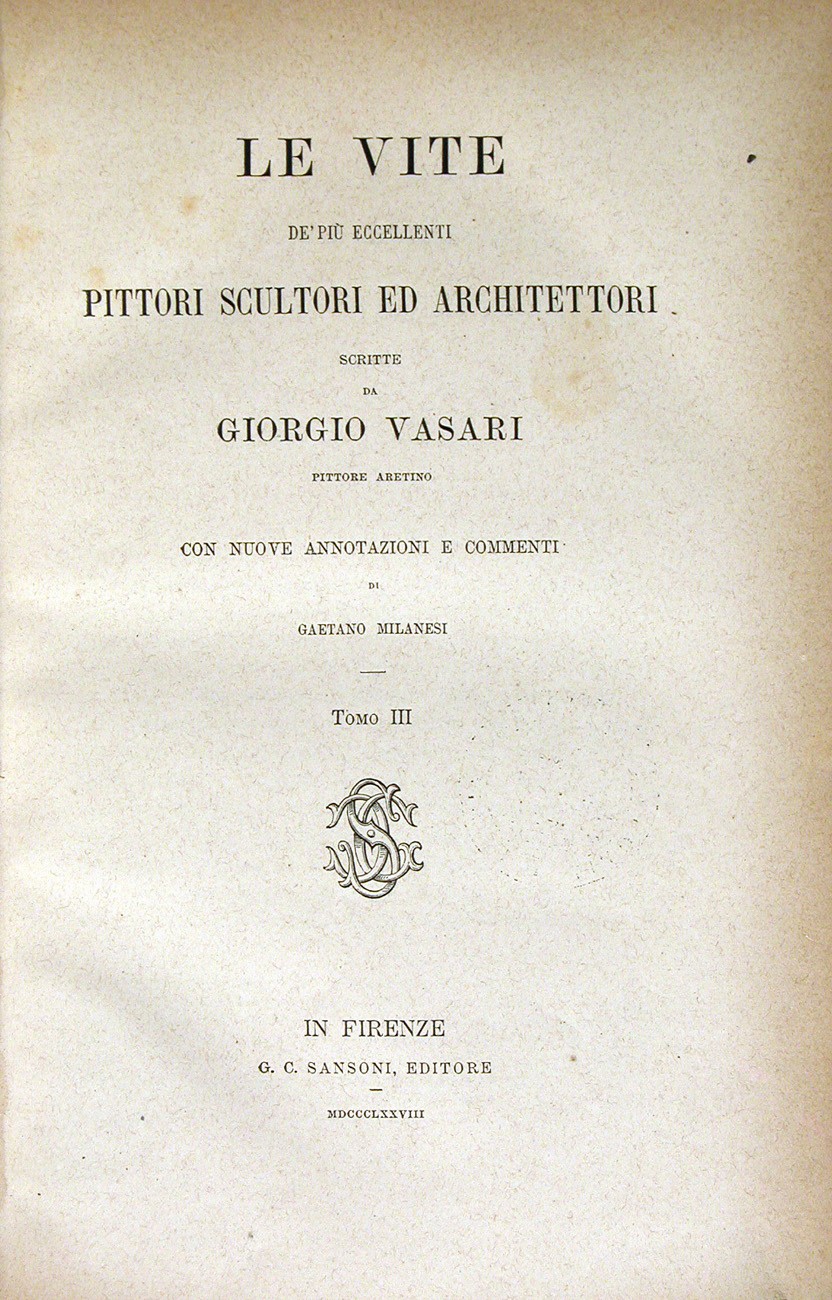 LE VITE
DE' PIÙ ECCELLENTI
PITTORI SCULTORI ED ARCHITETTORI
SCRITTE
DA
GIORGIO VASARI
PITTORE ARETINO
CON NUOVE ANNOTAZIONI E COMMENTI
DI
GAETANO MILANESI
TOMO III
IN FIRENZE
G. C. SANSONI, EDITORE
MDCCCLXXVIII